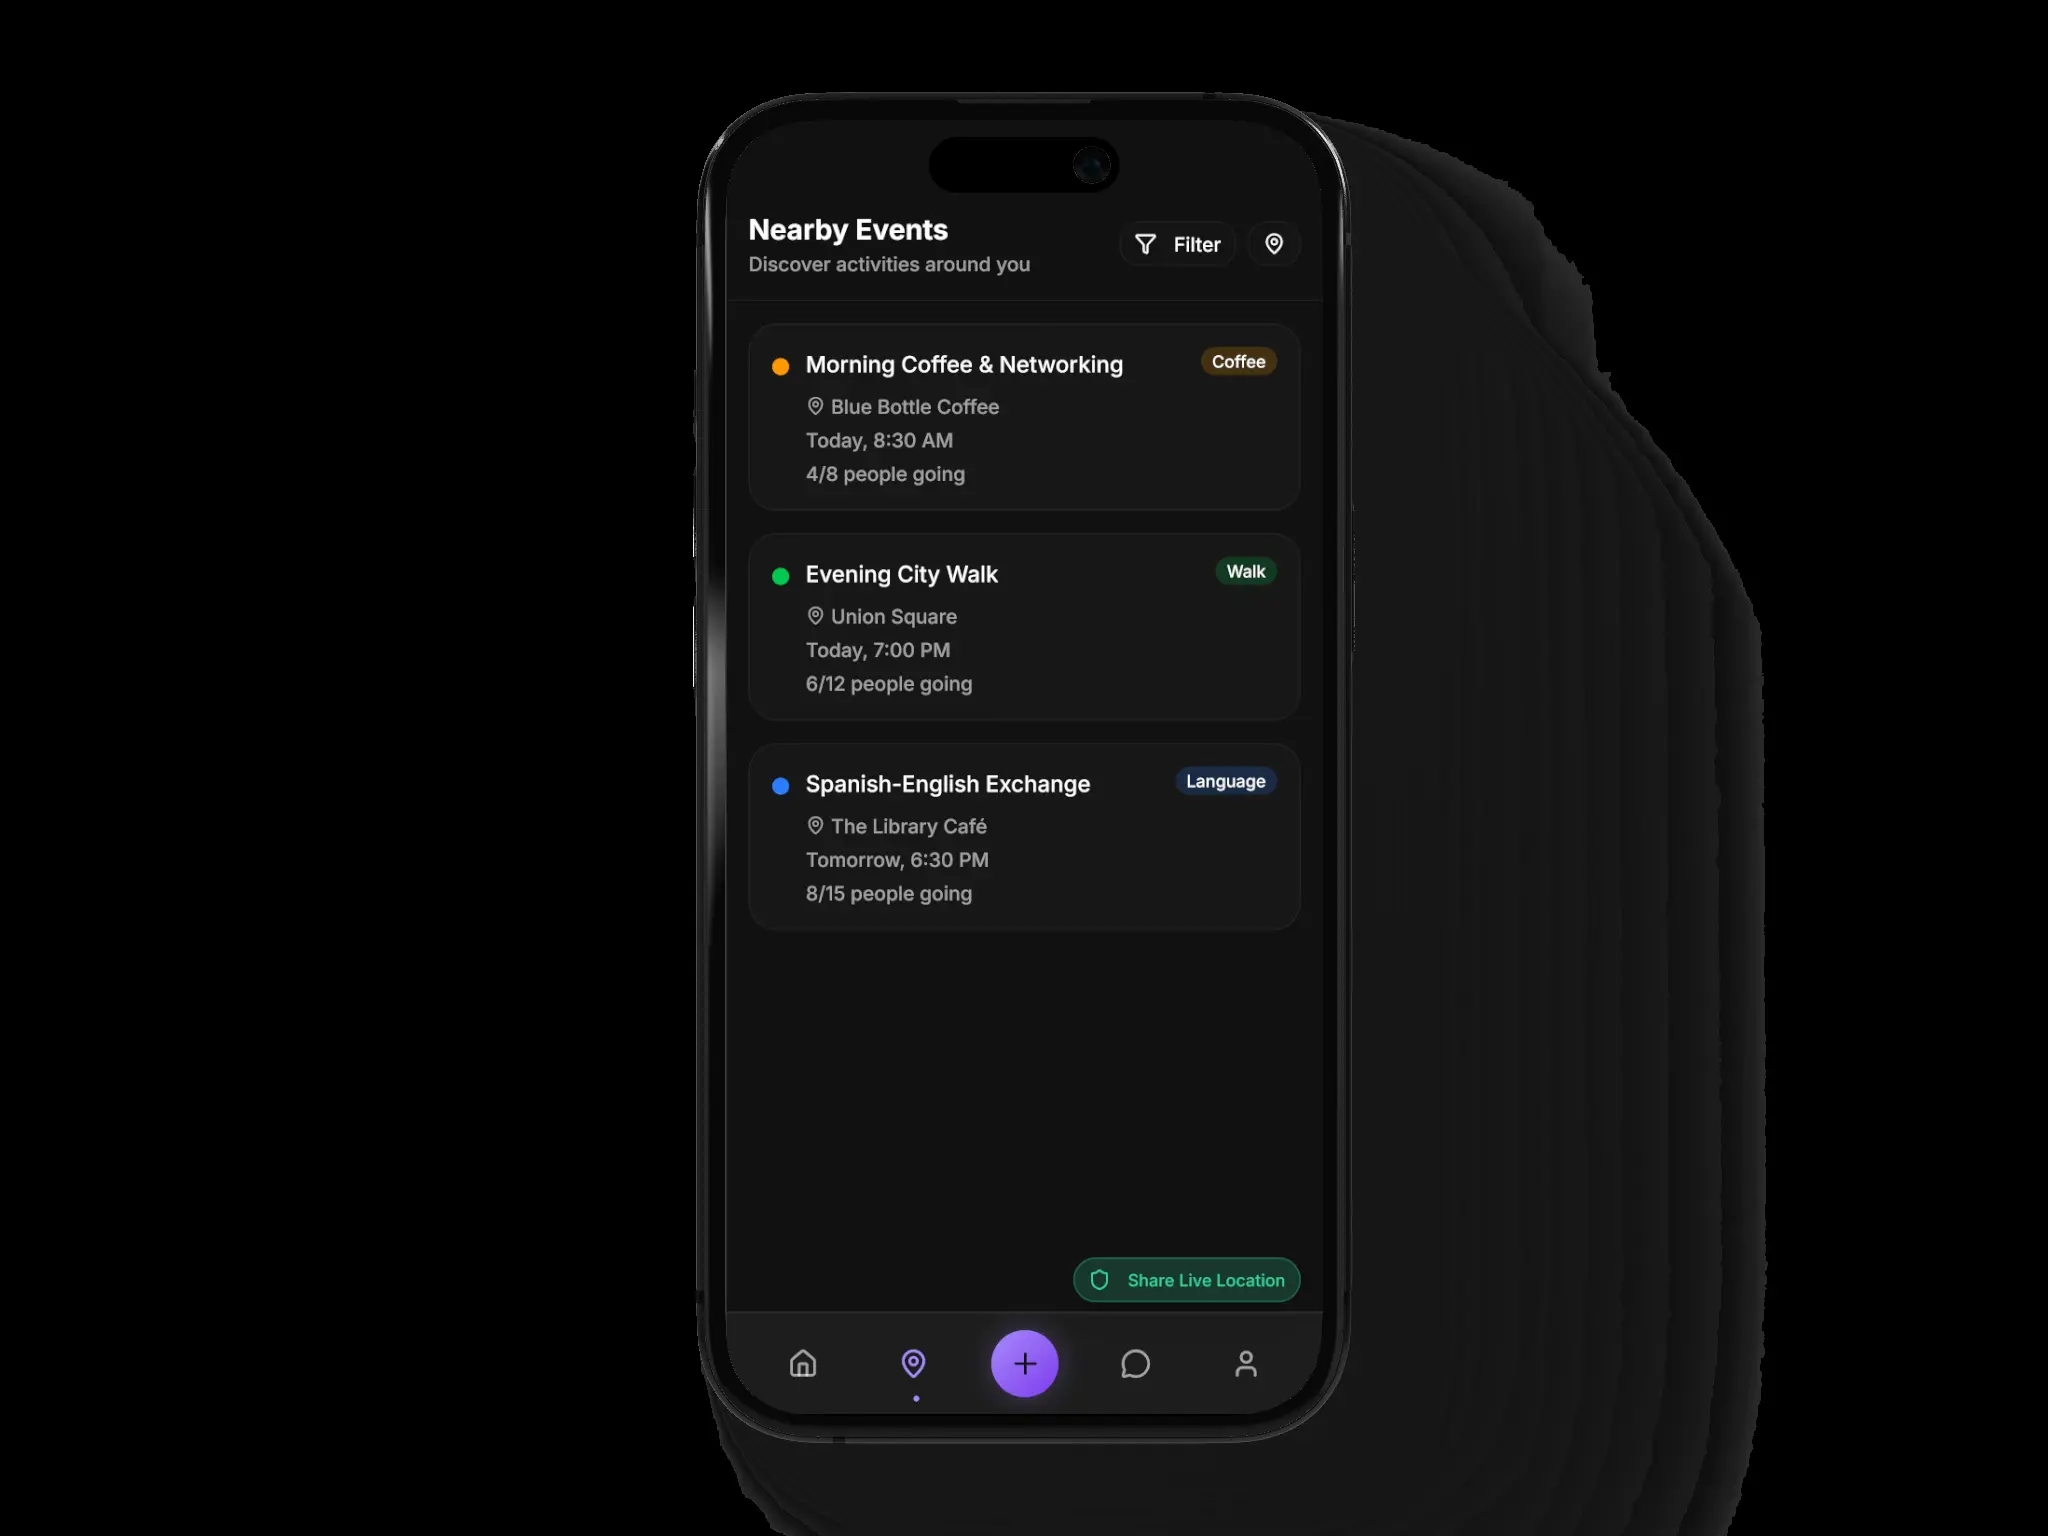 Nearby Events
Discover activities around you
Filter
Morning Coffee & Networking
Coffee
Blue Bottle Coffee
Today, 8:30 AM
4/8 people going
Evening City Walk
Walk
Union Square
Today, 7:00 PM
6/12 people going
Spanish-English Exchange
Language
The Library Café
Tomorrow, 6:30 PM
8/15 people going
Share Live Location